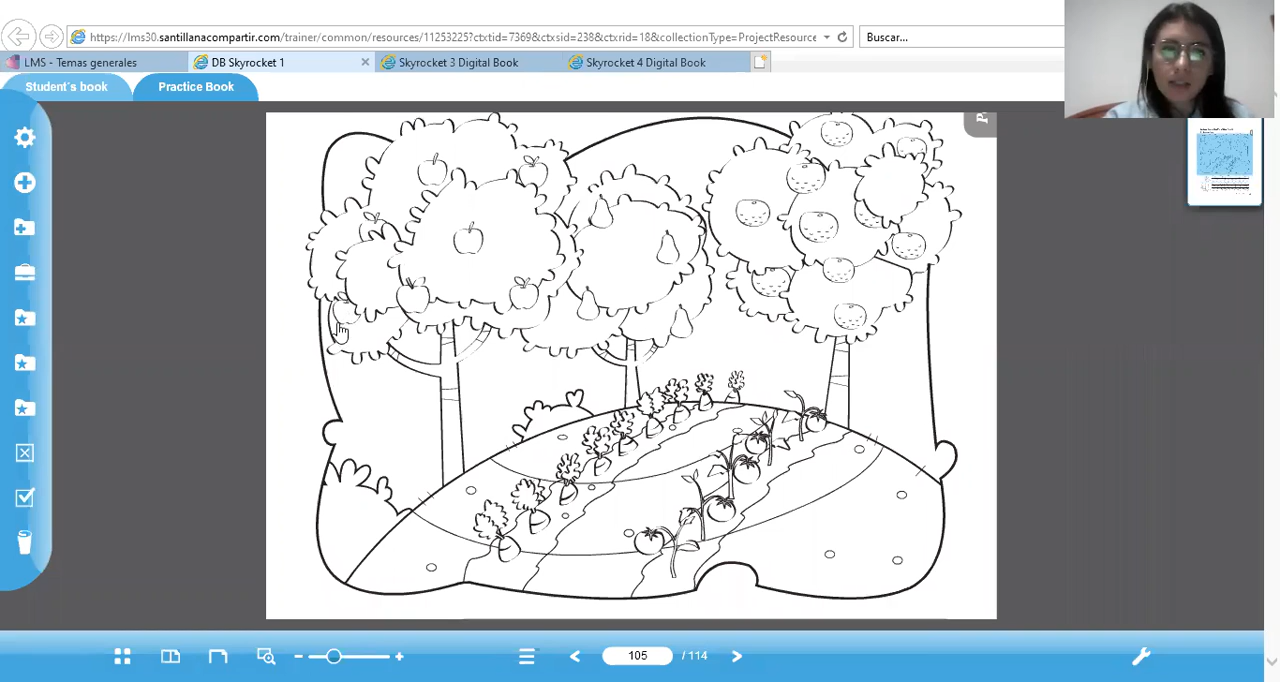 https://lms30.santillanacompartir.com/trainer/common/resources/11253225?ctxtid=7369&ctxsid=238&ctxrid=18&collectionType=ProjectResource
Buscar...
LMS - Temas generales
DB Skyrocket 1
Skyrocket 3 Digital Book
Skyrocket 4 Digital Book
Student´s book
Practice Book
105
/ 114